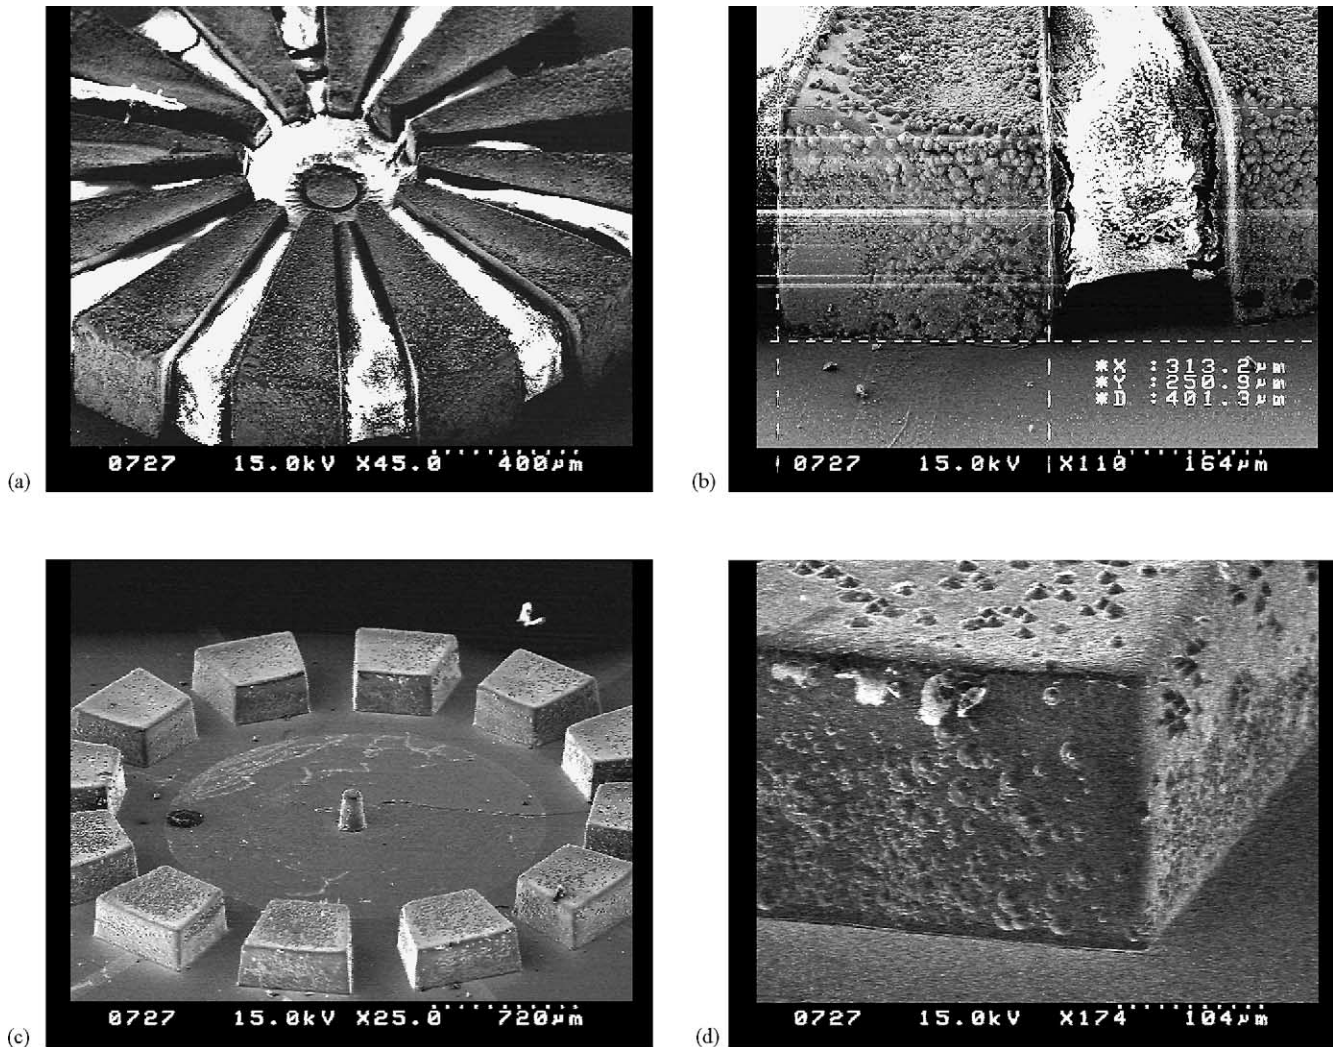 0727 15.0kV X45.0 400μm
(a)
*X :313.2μm
*Y :250.9μm
*D :401.3μm
0727 15.0kV X110 164μm
(b)
0727 15.0kV X25.0 720μm
(c)
0727 15.0kV X174 104μm
(d)